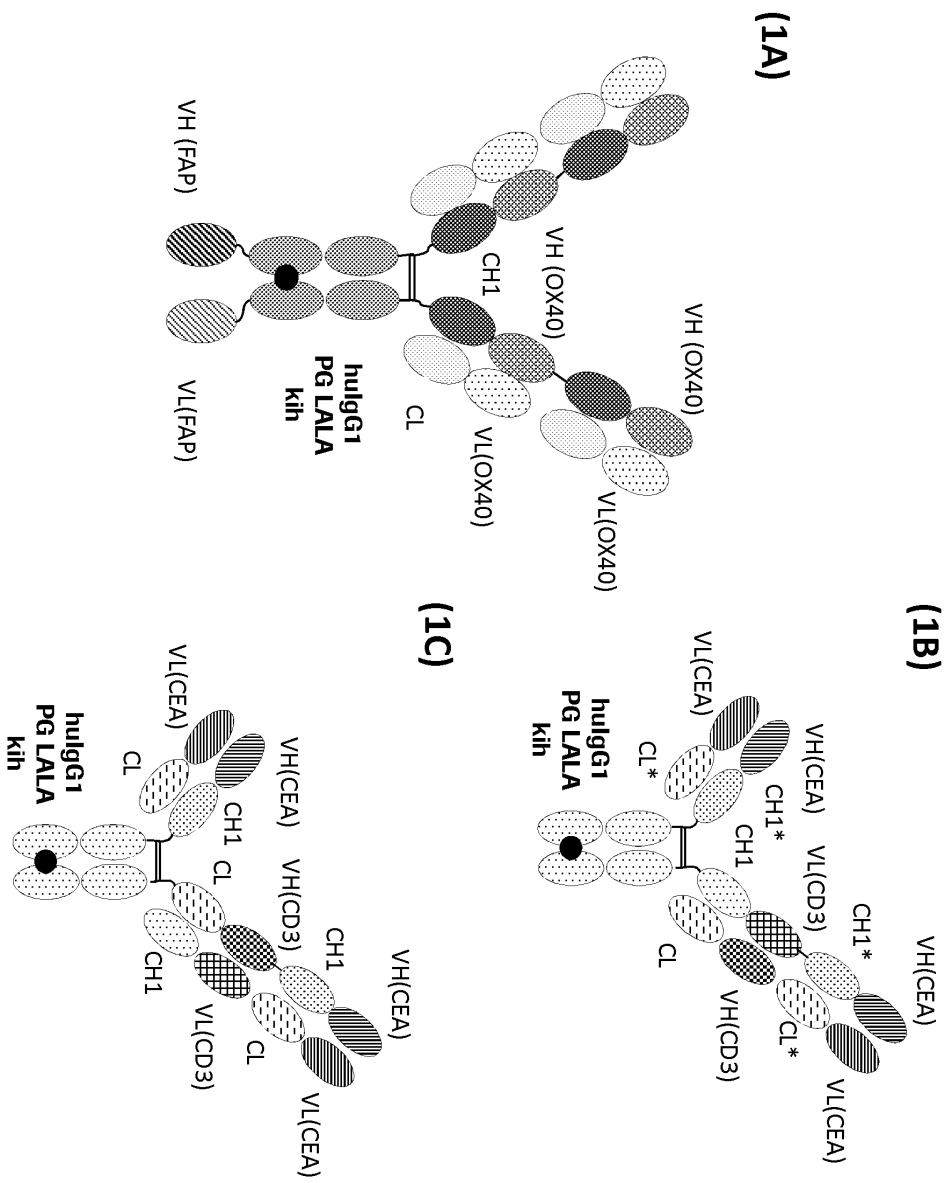 (1A)
VH (OX40)
VH (OX40)
CH1
VL(OX40)
VL(OX40)
CL
huIgG1
PG LALA
kih
VH (FAP)
VL(FAP)
(1B)
VH(CEA)
CH1*
CH1
VL(CD3)
CH1*
VH(CEA)
VL(CEA)
CL*
VL(CEA)
CL*
VH(CD3)
CL
huIgG1
PG LALA
kih
(1C)
VH(CEA)
CH1
CL
VH(CD3)
CH1
VH(CEA)
VL(CEA)
CL
VL(CEA)
CL
VL(CD3)
CH1
huIgG1
PG LALA
kih